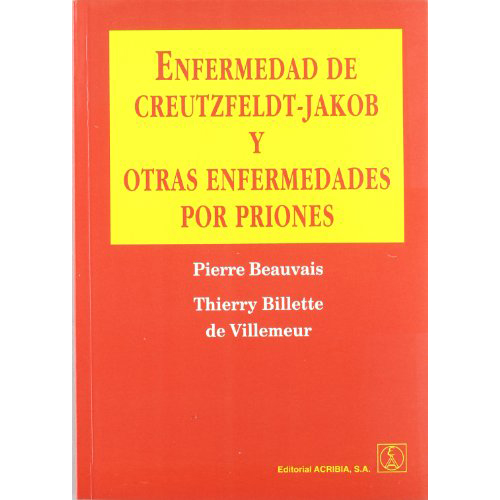 ENFERMEDAD DE
CREUTZFELDT-JAKOB
Y
OTRAS ENFERMEDADES
POR PRIONES
Pierre Beauvais
Thierry Billette
de Villemeur
Editorial ACRIBIA, S.A.